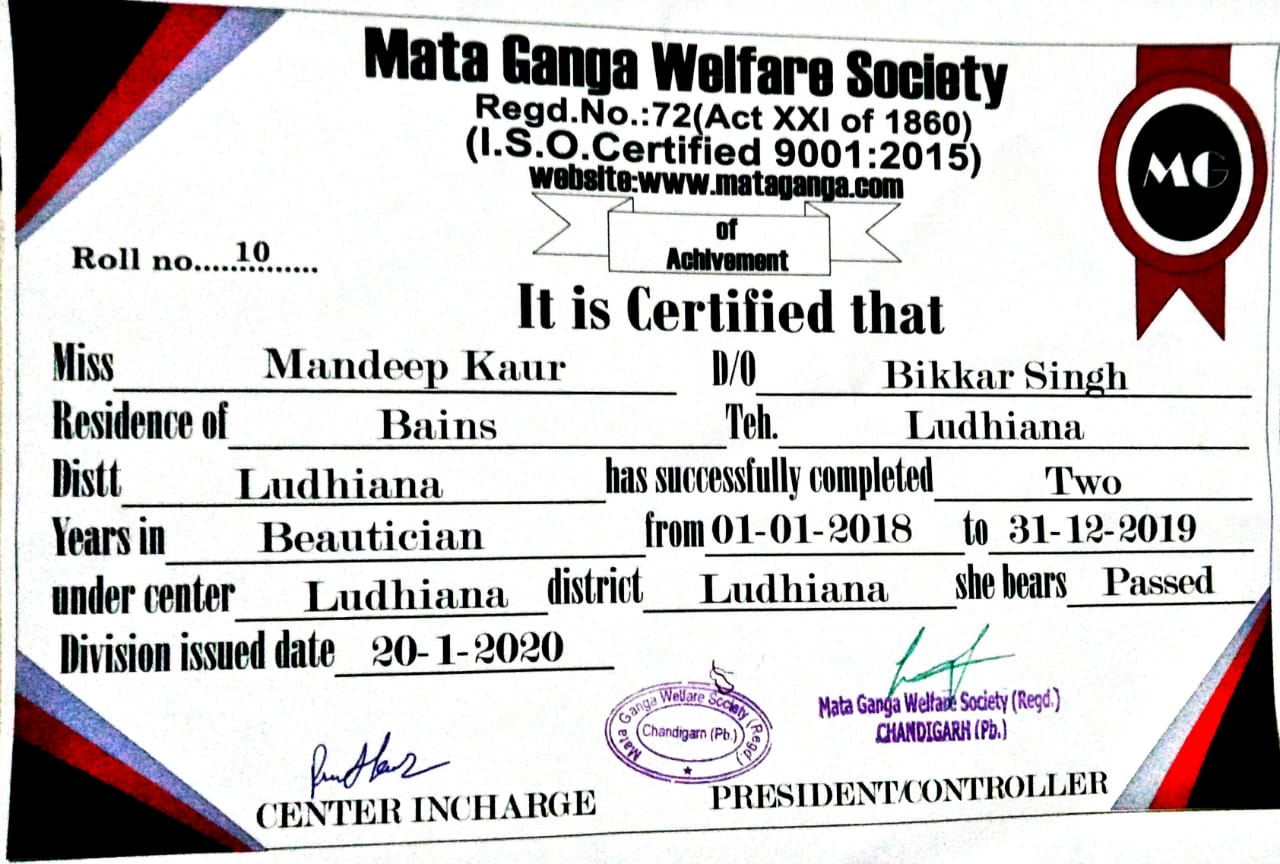 Mata Ganga Welfare Society
Regd.No.:72(Act XXI of 1860)
(I.S.O.Certified 9001:2015)
website:www.mataganga.com
MG
of
Achivement
Roll no....10....
It is Certified that
Miss Mandeep Kaur D/O Bikkar Singh
Residence of Bains Teh. Ludhiana
Distt Ludhiana has successfully completed Two
Years in Beautician from 01-01-2018 to 31-12-2019
under center Ludhiana district Ludhiana she bears Passed
Division issued date 20-1-2020
Mata Ganga Welfare Society (Regd)
Chandigarh (Pb.)
Mata Ganga Welfare Society (Regd.)
CHANDIGARH (Pb.)
CENTER INCHARGE
PRESIDENT/CONTROLLER